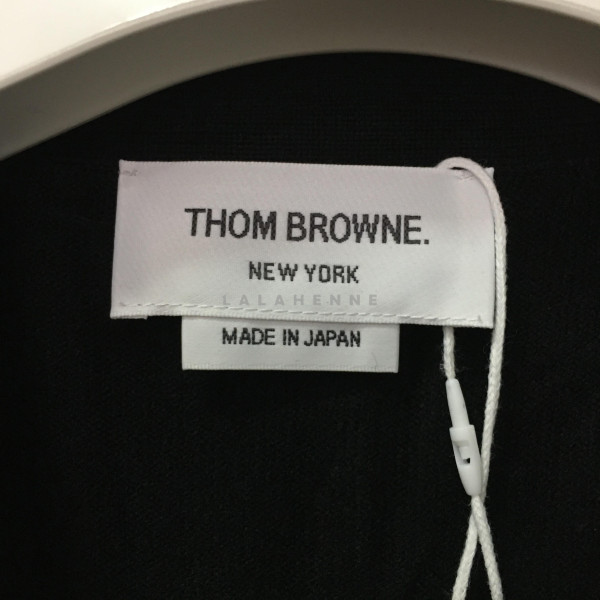 THOM BROWNE.
NEW YORK
LALAHENNE
MADE IN JAPAN